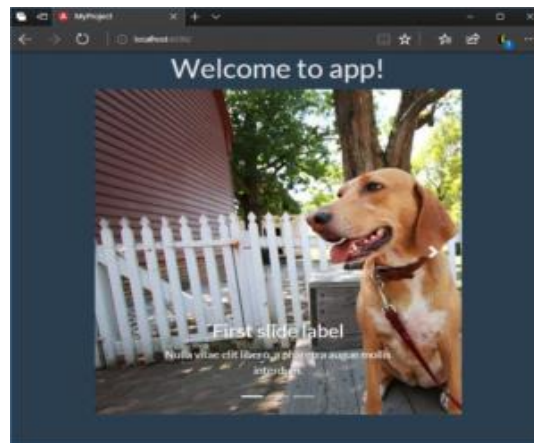 MyProject
localhost
Welcome to app!
First slide label
Nulla vitae elit libero, a pharetra augue mollis
interdum.